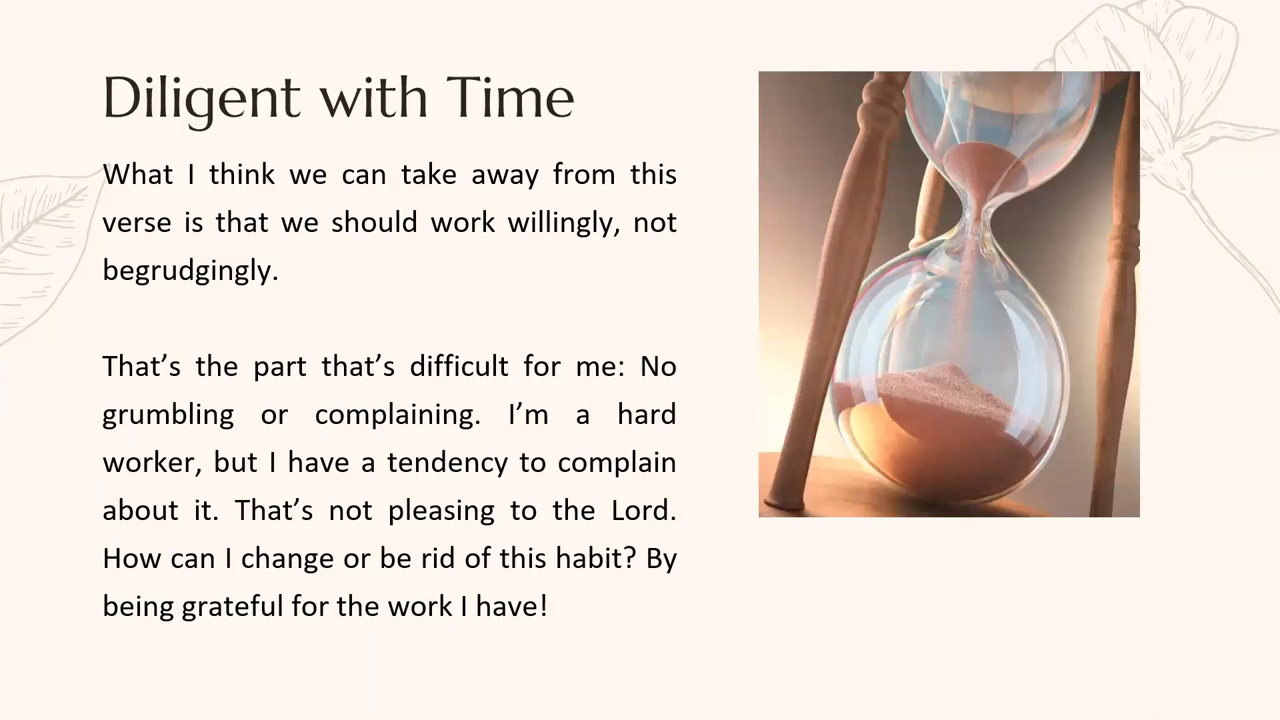 Diligent with Time
What I think we can take away from this
verse is that we should work willingly, not
begrudgingly.
That’s the part that’s difficult for me: No
grumbling or complaining. I’m a hard
worker, but I have a tendency to complain
about it. That’s not pleasing to the Lord.
How can I change or be rid of this habit? By
being grateful for the work I have!